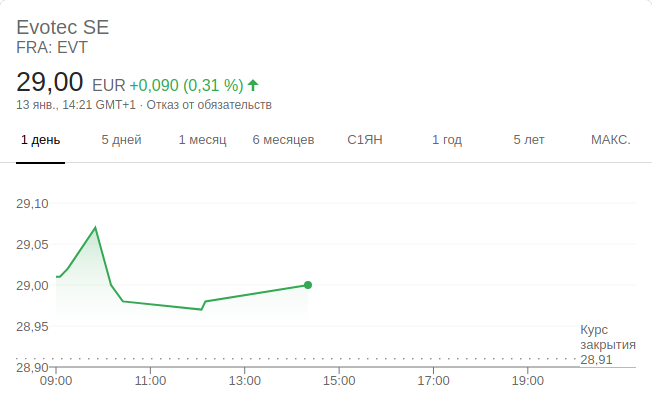 Evotec SE
FRA: EVT
29,00 EUR +0,090 (0,31 %)
13 янв., 14:21 GMT+1 · Отказ от обязательств
1 день 5 дней 1 месяц 6 месяцев С1ЯН 1 год 5 лет МАКС.
29,10
29,05
29,00
28,95
Курс
закрытия
28,91
28,90
09:00 11:00 13:00 15:00 17:00 19:00